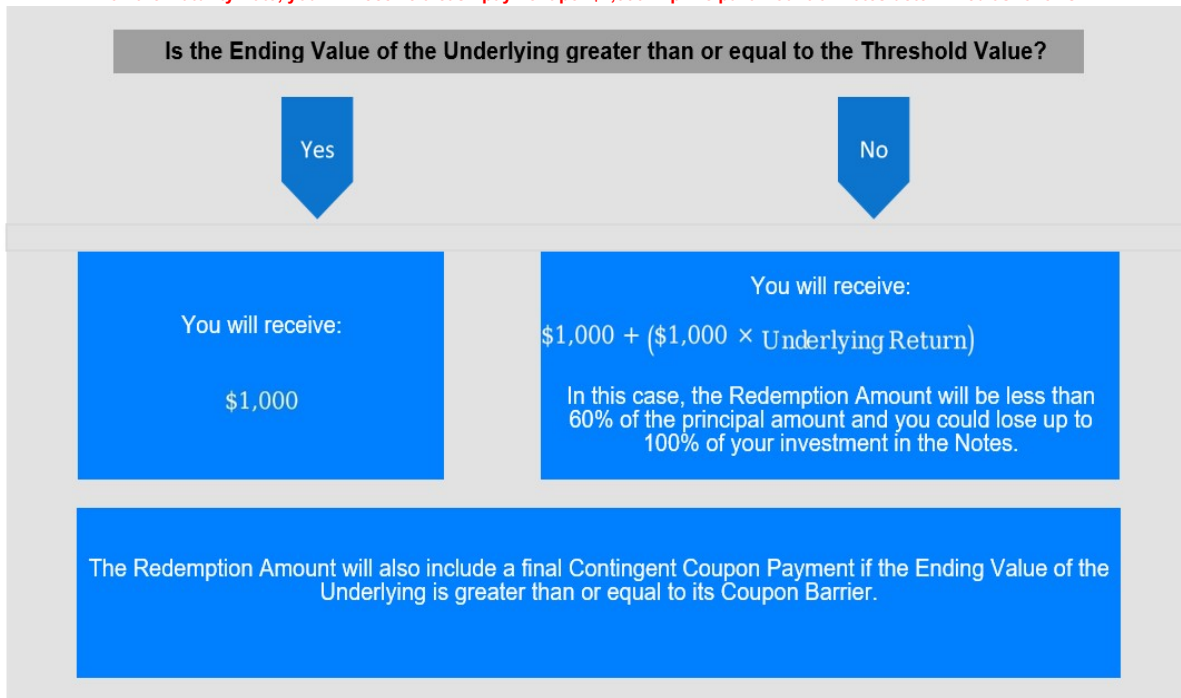 Is the Ending Value of the Underlying greater than or equal to the Threshold Value?
Yes
No
You will receive:
$1,000
You will receive:
$1,000 + ($1,000 × Underlying Return)
In this case, the Redemption Amount will be less than
60% of the principal amount and you could lose up to
100% of your investment in the Notes.
The Redemption Amount will also include a final Contingent Coupon Payment if the Ending Value of the
Underlying is greater than or equal to its Coupon Barrier.